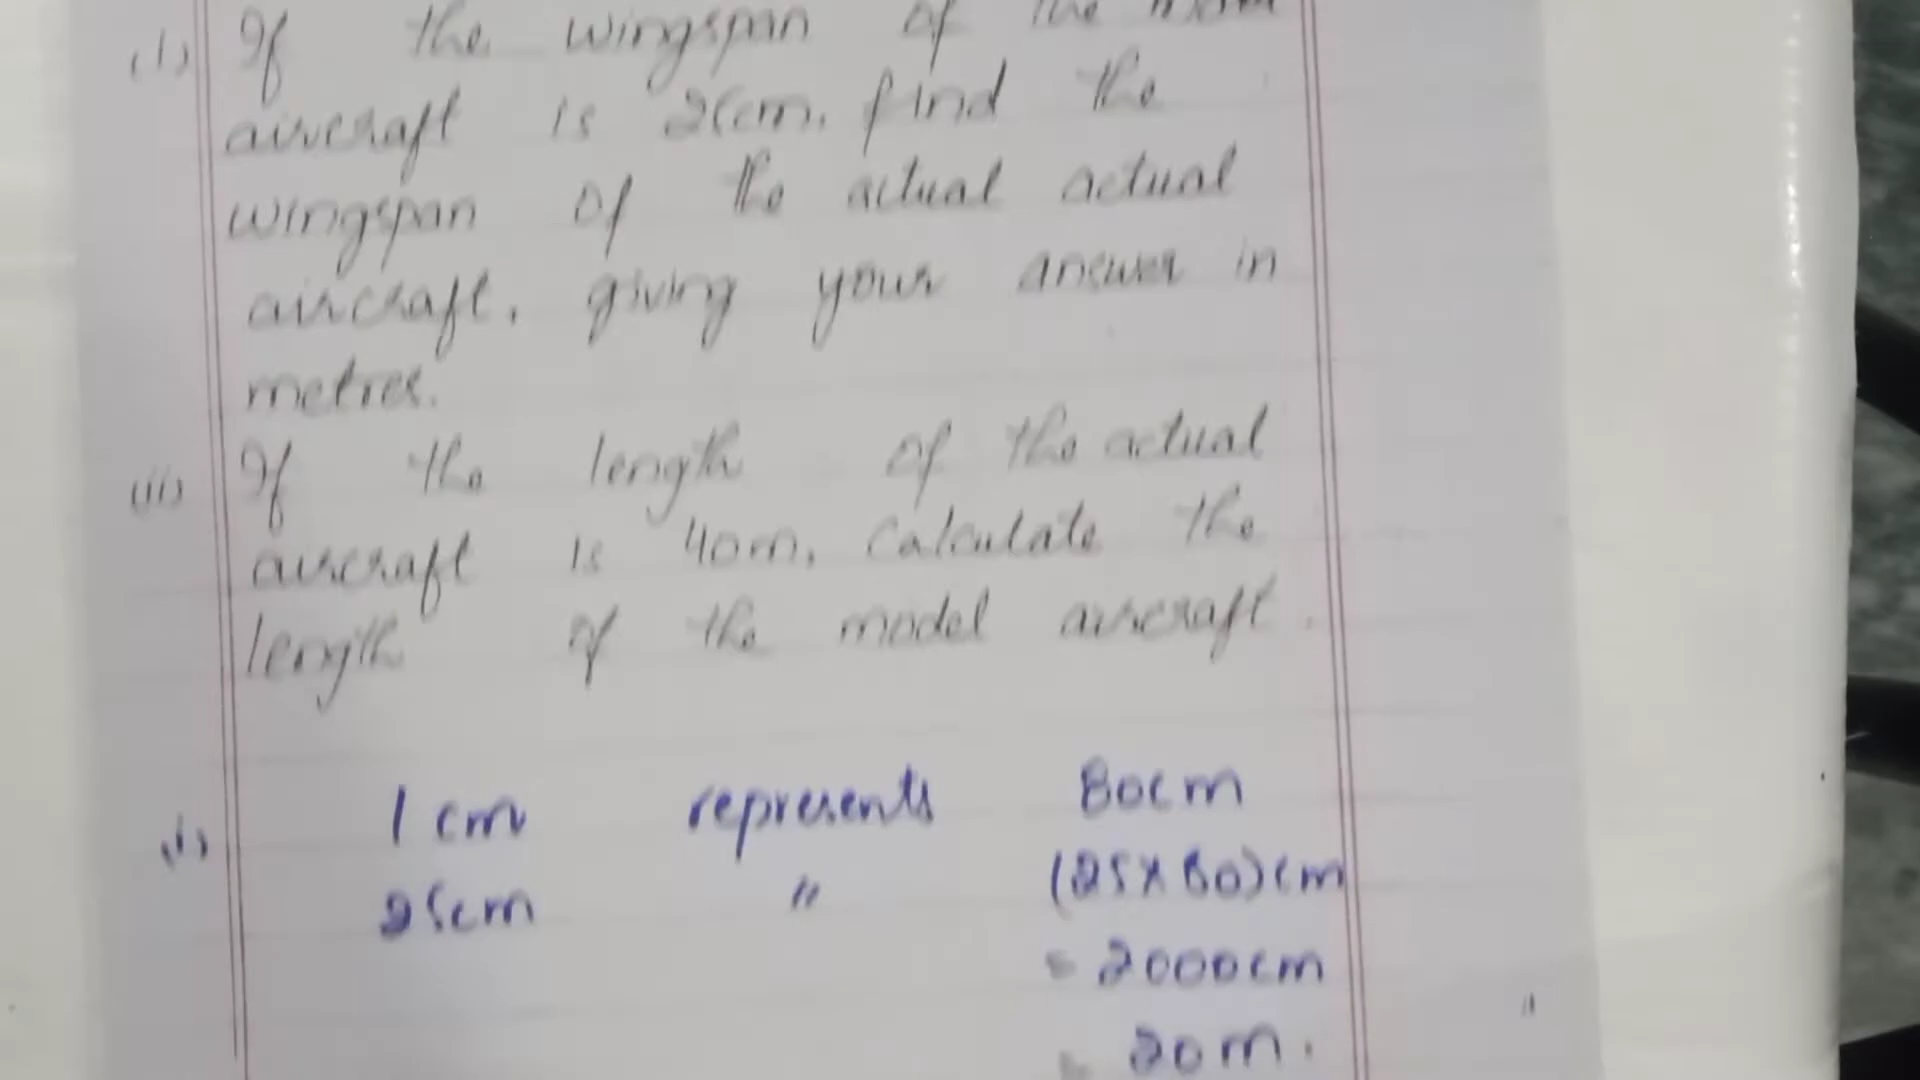 (i) If the wingspan of the
aircraft is 25cm, find the
wingspan of the actual actual
aircraft, giving your answer in
metres.
(ii) If the length of the actual
aircraft is 40m, calculate the
length of the model aircraft.
(i) 1 cm represents 80cm
25cm " (25x80)cm
= 2000cm
= 20m.